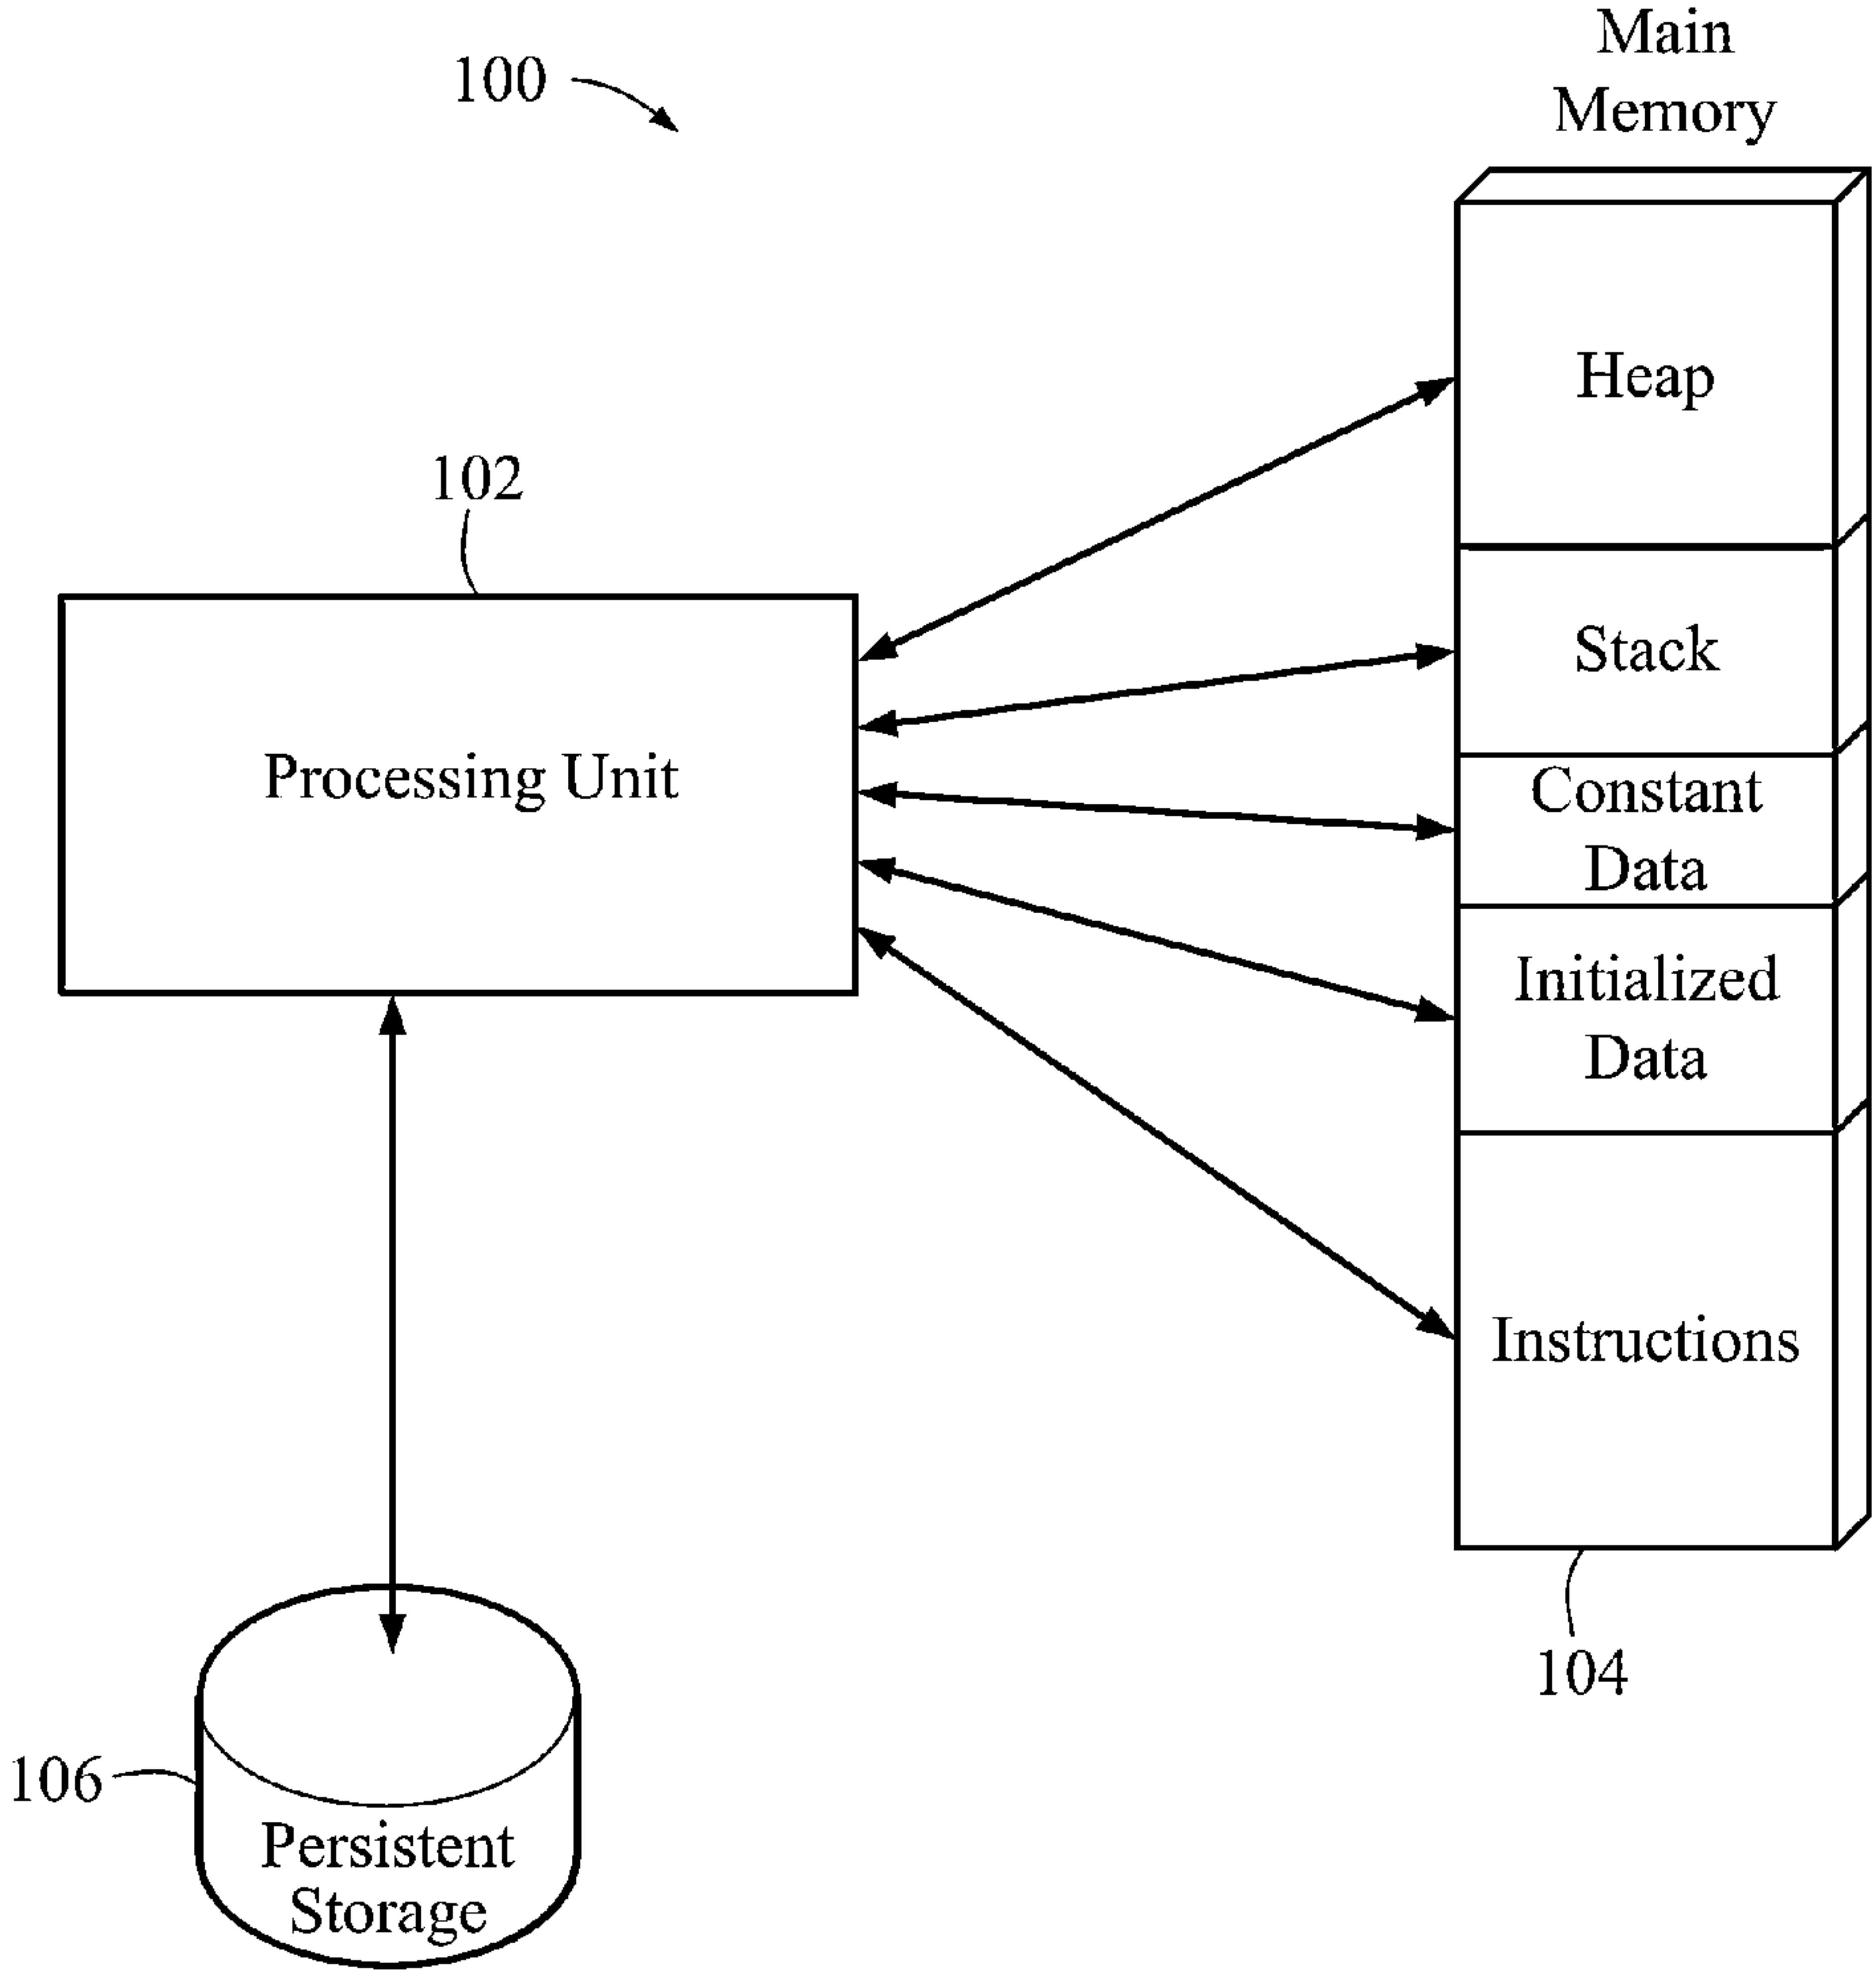 Main
Memory
100
Heap
102
Stack
Processing Unit
Constant
Data
Initialized
Data
Instructions
104
106
Persistent
Storage